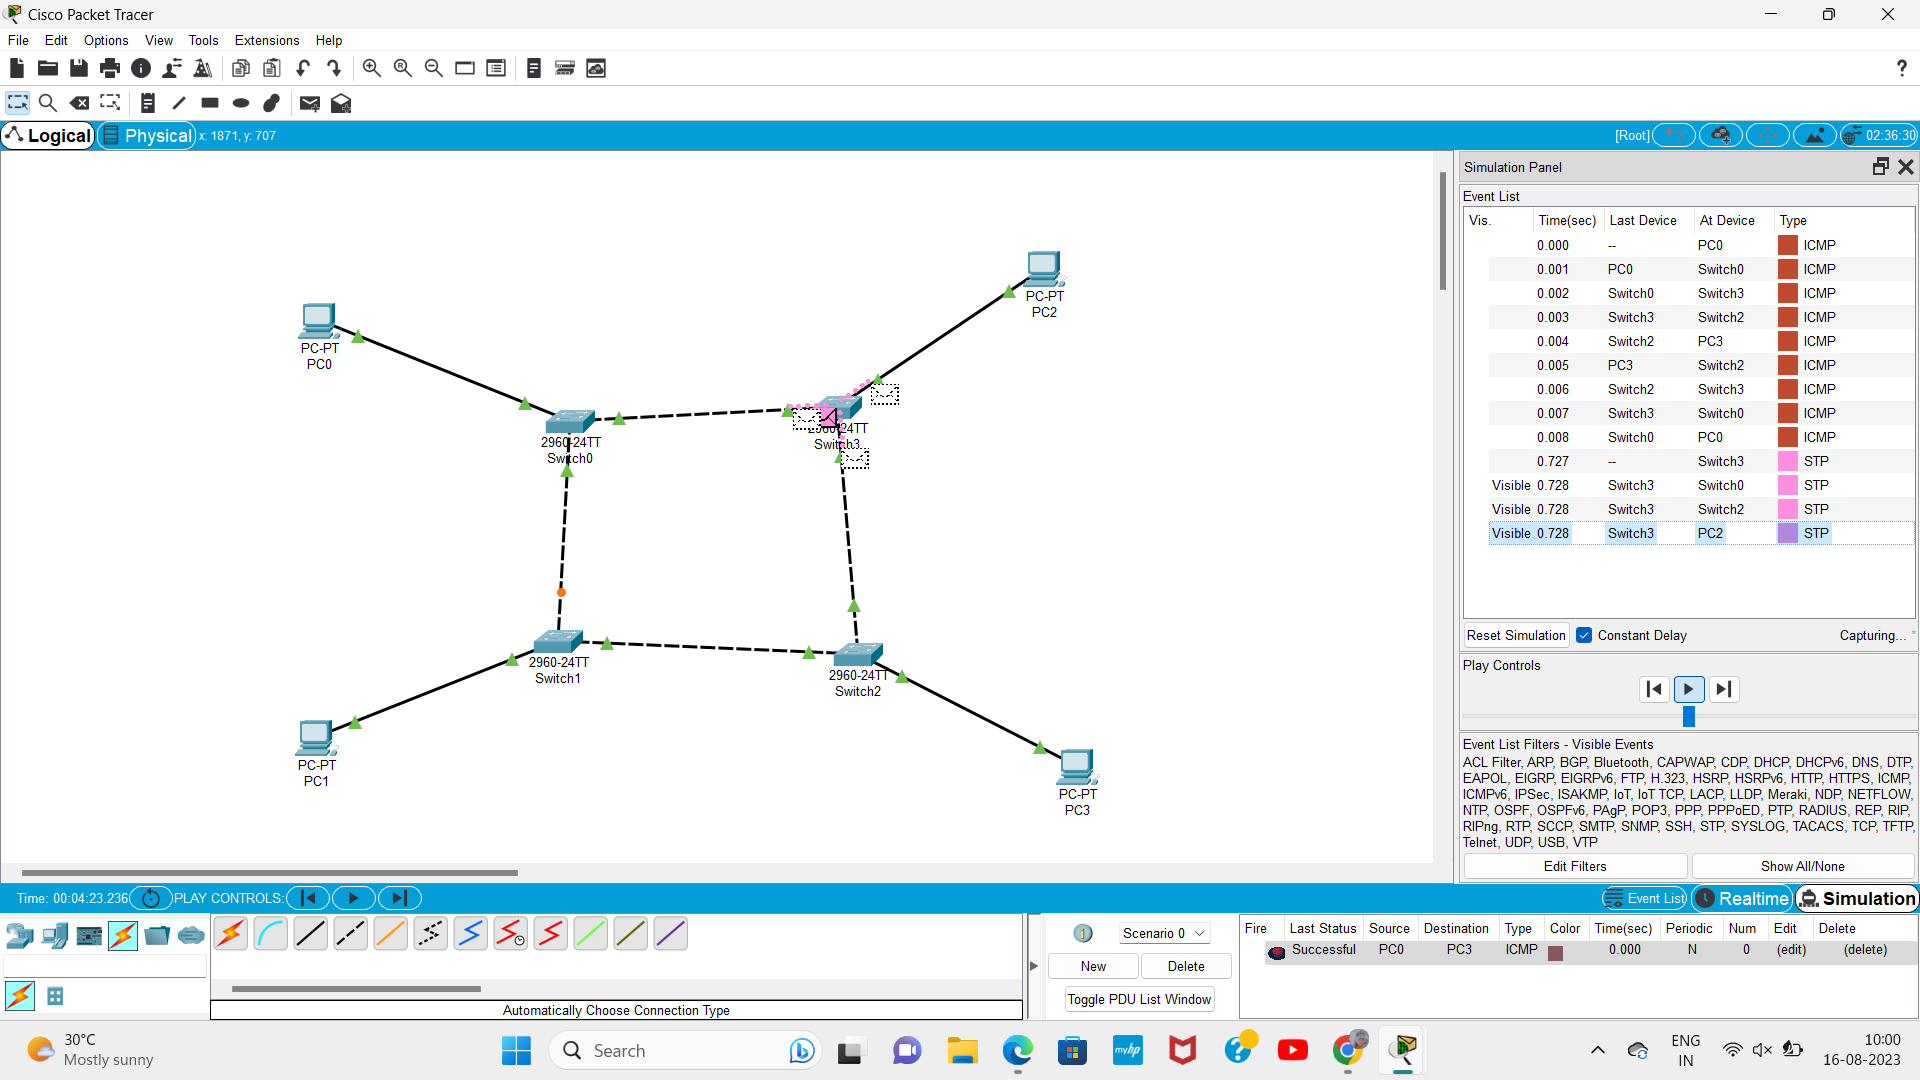 Cisco Packet Tracer
File Edit Options View Tools Extensions Help
?
Logical Physical x: 1871, y: 707 [Root] 02:36:30
Simulation Panel
Event List
Vis. Time(sec) Last Device At Device Type
0.000 -- PC0 ICMP
0.001 PC0 Switch0 ICMP
0.002 Switch0 Switch3 ICMP
0.003 Switch3 Switch2 ICMP
0.004 Switch2 PC3 ICMP
0.005 PC3 Switch2 ICMP
0.006 Switch2 Switch3 ICMP
0.007 Switch3 Switch0 ICMP
0.008 Switch0 PC0 ICMP
0.727 -- Switch3 STP
Visible 0.728 Switch3 Switch0 STP
Visible 0.728 Switch3 Switch2 STP
Visible 0.728 Switch3 PC2 STP
Reset Simulation Constant Delay Capturing...
Play Controls
Event List Filters - Visible Events
ACL Filter, ARP, BGP, Bluetooth, CAPWAP, CDP, DHCP, DHCPv6, DNS, DTP,
EAPOL, EIGRP, EIGRPv6, FTP, H.323, HSRP, HSRPv6, HTTP, HTTPS, ICMP,
ICMPv6, IPSec, ISAKMP, IoT, IoT TCP, LACP, LLDP, Meraki, NDP, NETFLOW,
NTP, OSPF, OSPFv6, PAgP, POP3, PPP, PPPoED, PTP, RADIUS, REP, RIP,
RIPng, RTP, SCCP, SMTP, SNMP, SSH, STP, SYSLOG, TACACS, TCP, TFTP,
Telnet, UDP, USB, VTP
Edit Filters Show All/None
PC-PT
PC2
PC-PT
PC0
2960-24TT
Switch0
2960-24TT
Switch3
2960-24TT
Switch1
2960-24TT
Switch2
PC-PT
PC1
PC-PT
PC3
Time: 00:04:23.236 PLAY CONTROLS: Event List Realtime Simulation
Automatically Choose Connection Type
1 Scenario 0
New Delete
Toggle PDU List Window
Fire Last Status Source Destination Type Color Time(sec) Periodic Num Edit Delete
Successful PC0 PC3 ICMP 0.000 N 0 (edit) (delete)
30°C
Mostly sunny
Search
myhp
ENG
IN
10:00
16-08-2023